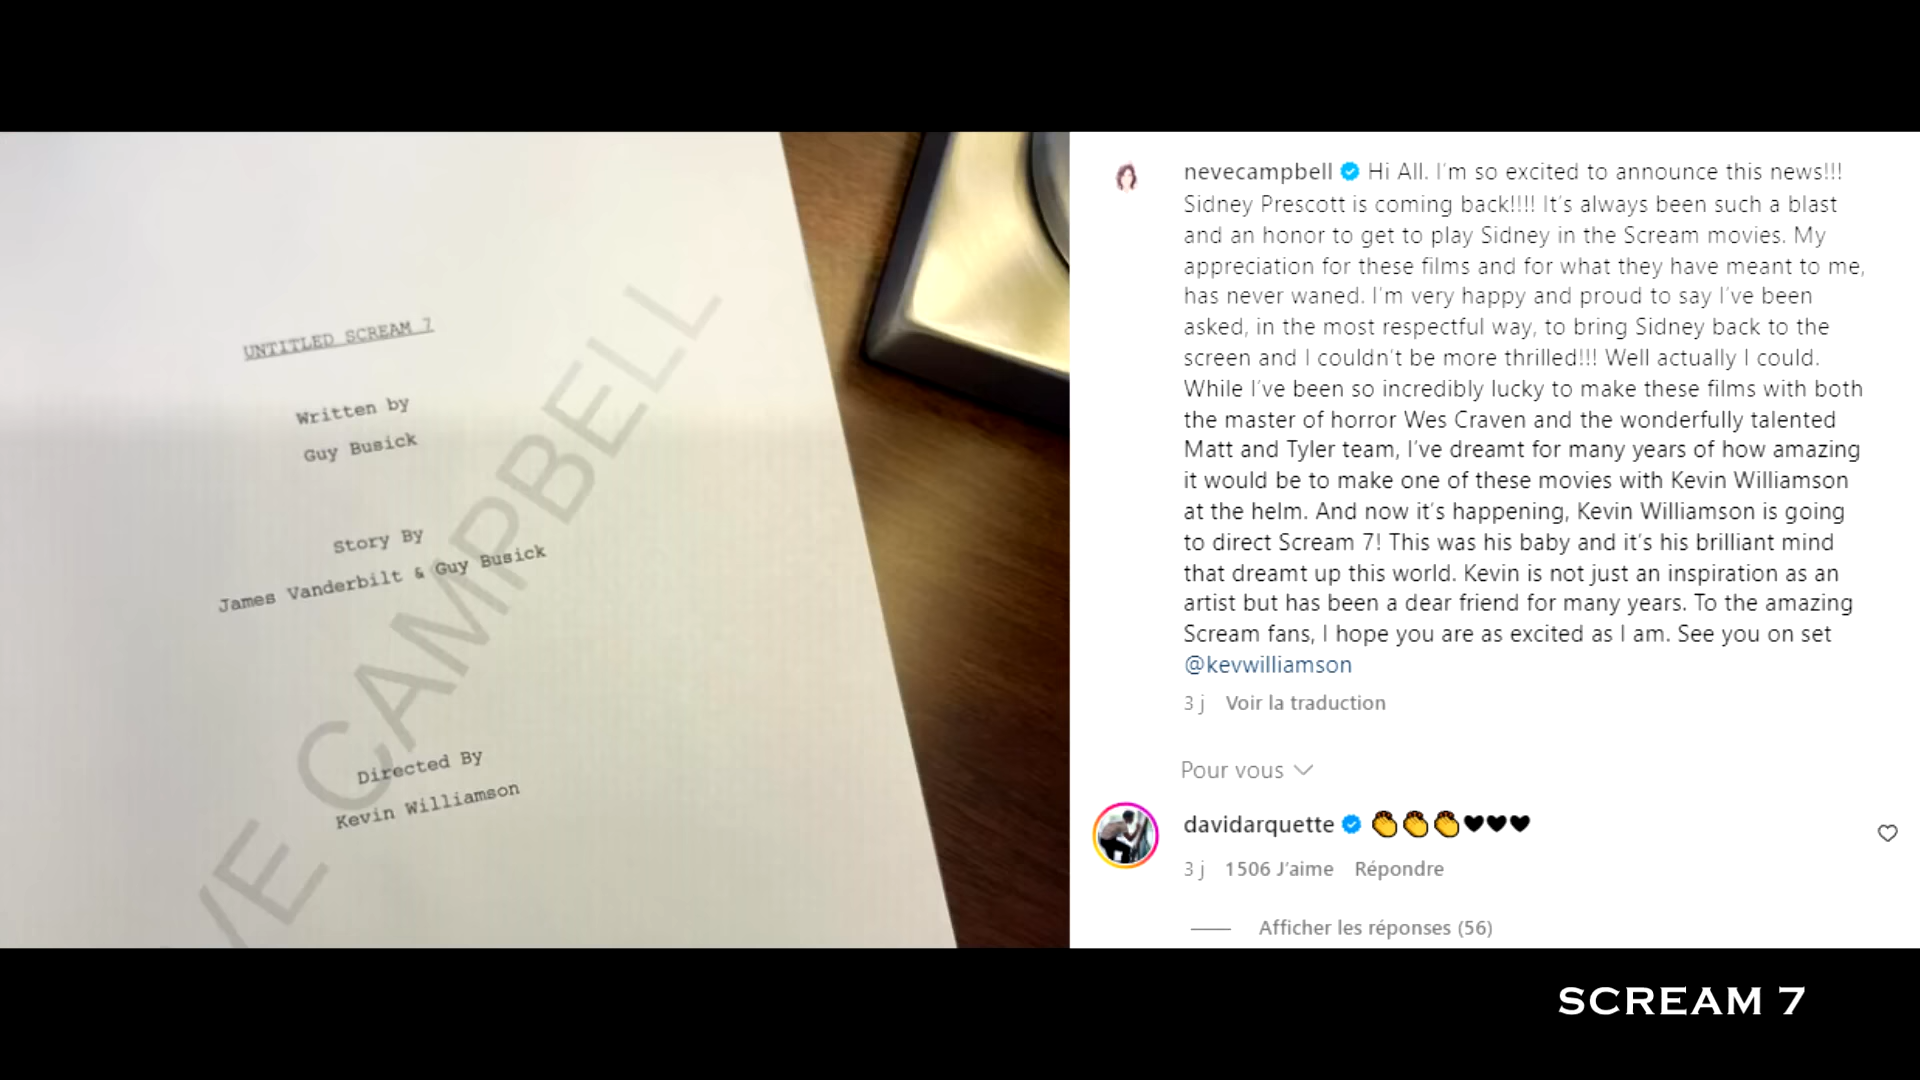 UNTITLED SCREAM 7
Written by
Guy Busick
Story By
James Vanderbilt & Guy Busick
Directed By
Kevin Williamson
VE CAMPBELL
nevecampbell Hi All. I'm so excited to announce this news!!!
Sidney Prescott is coming back!!!! It's always been such a blast
and an honor to get to play Sidney in the Scream movies. My
appreciation for these films and for what they have meant to me,
has never waned. I'm very happy and proud to say I've been
asked, in the most respectful way, to bring Sidney back to the
screen and I couldn't be more thrilled!!! Well actually I could.
While I've been so incredibly lucky to make these films with both
the master of horror Wes Craven and the wonderfully talented
Matt and Tyler team, I've dreamt for many years of how amazing
it would be to make one of these movies with Kevin Williamson
at the helm. And now it's happening, Kevin Williamson is going
to direct Scream 7! This was his baby and it's his brilliant mind
that dreamt up this world. Kevin is not just an inspiration as an
artist but has been a dear friend for many years. To the amazing
Scream fans, I hope you are as excited as I am. See you on set
@kevwilliamson
3 j Voir la traduction
Pour vous
davidarquette 👏👏👏🖤🖤🖤
3 j 1506 J'aime Répondre
Afficher les réponses (56)
SCREAM 7